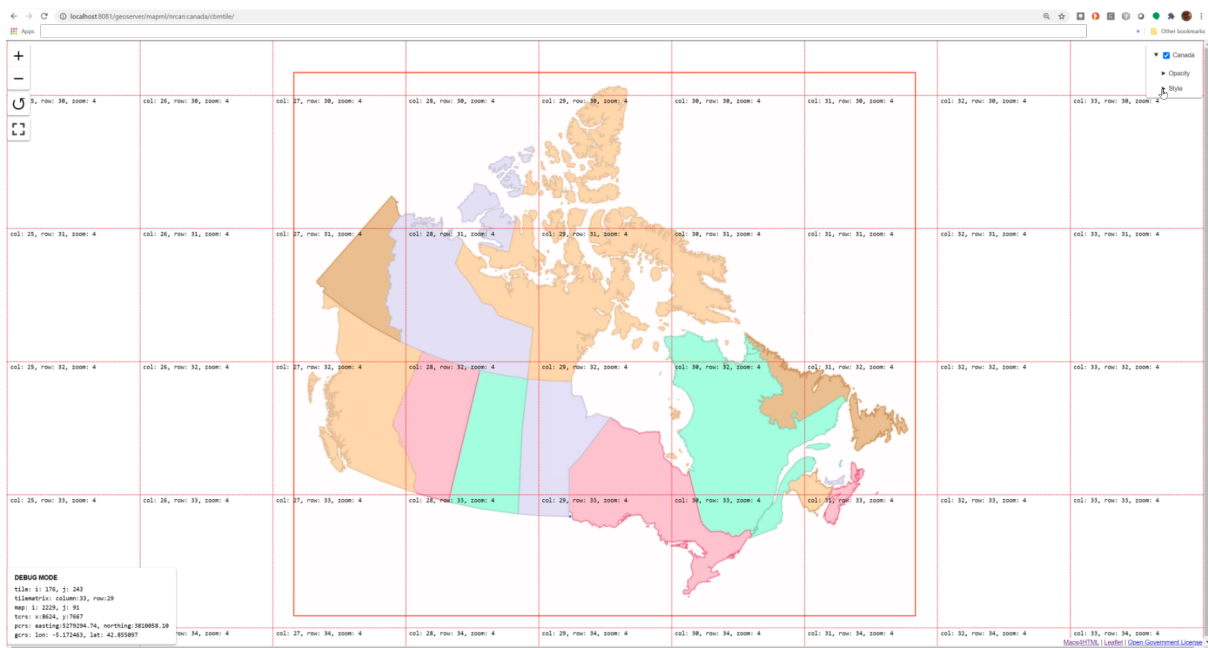 localhost:8081/geoserver/mapml/nrcan:canada/cbmtile/
Apps
» Other bookmarks
+
−
Canada
Opacity
Style
5, row: 30, zoom: 4
col: 26, row: 30, zoom: 4
col: 27, row: 30, zoom: 4
col: 28, row: 30, zoom: 4
col: 29, row: 30, zoom: 4
col: 30, row: 30, zoom: 4
col: 31, row: 30, zoom: 4
col: 32, row: 30, zoom: 4
col: 33, row: 30, zoom: 4
col: 25, row: 31, zoom: 4
col: 26, row: 31, zoom: 4
col: 27, row: 31, zoom: 4
col: 28, row: 31, zoom: 4
col: 29, row: 31, zoom: 4
col: 30, row: 31, zoom: 4
col: 31, row: 31, zoom: 4
col: 32, row: 31, zoom: 4
col: 33, row: 31, zoom: 4
col: 25, row: 32, zoom: 4
col: 26, row: 32, zoom: 4
col: 27, row: 32, zoom: 4
col: 28, row: 32, zoom: 4
col: 29, row: 32, zoom: 4
col: 30, row: 32, zoom: 4
col: 31, row: 32, zoom: 4
col: 32, row: 32, zoom: 4
col: 33, row: 32, zoom: 4
col: 25, row: 33, zoom: 4
col: 26, row: 33, zoom: 4
col: 27, row: 33, zoom: 4
col: 28, row: 33, zoom: 4
col: 29, row: 33, zoom: 4
col: 30, row: 33, zoom: 4
col: 31, row: 33, zoom: 4
col: 32, row: 33, zoom: 4
col: 33, row: 33, zoom: 4
DEBUG MODE
tile: i: 176, j: 243
tilematrix: column:33, row:29
map: i: 2229, j: 91
tcrs: x:8624, y:7667
pcrs: easting:5279294.74, northing:3810058.10
gcrs: lon: -5.172463, lat: 42.855097
row: 34, zoom: 4
col: 27, row: 34, zoom: 4
col: 28, row: 34, zoom: 4
col: 29, row: 34, zoom: 4
col: 30, row: 34, zoom: 4
col: 31, row: 34, zoom: 4
col: 32, row: 34, zoom: 4
col: 33, row: 34, zoom: 4
Maps4HTML | Leaflet | Open Government License